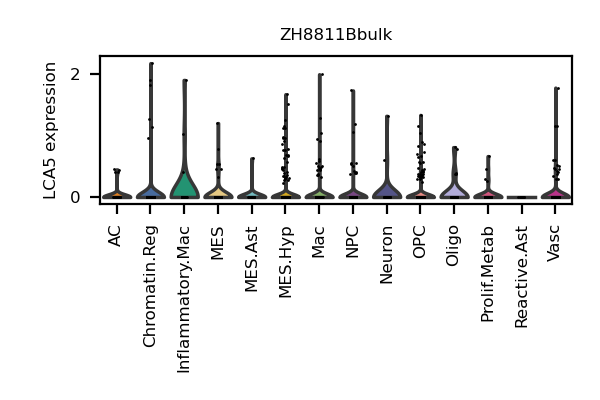 ZH8811Bbulk
LCA5 expression
2
0
AC
Chromatin.Reg
Inflammatory.Mac
MES
MES.Ast
MES.Hyp
Mac
NPC
Neuron
OPC
Oligo
Prolif.Metab
Reactive.Ast
Vasc